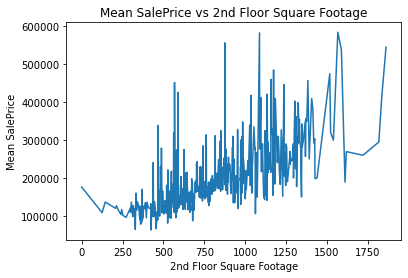 Mean SalePrice vs 2nd Floor Square Footage
600000
500000
400000
300000
200000
100000
Mean SalePrice
0 250 500 750 1000 1250 1500 1750
2nd Floor Square Footage